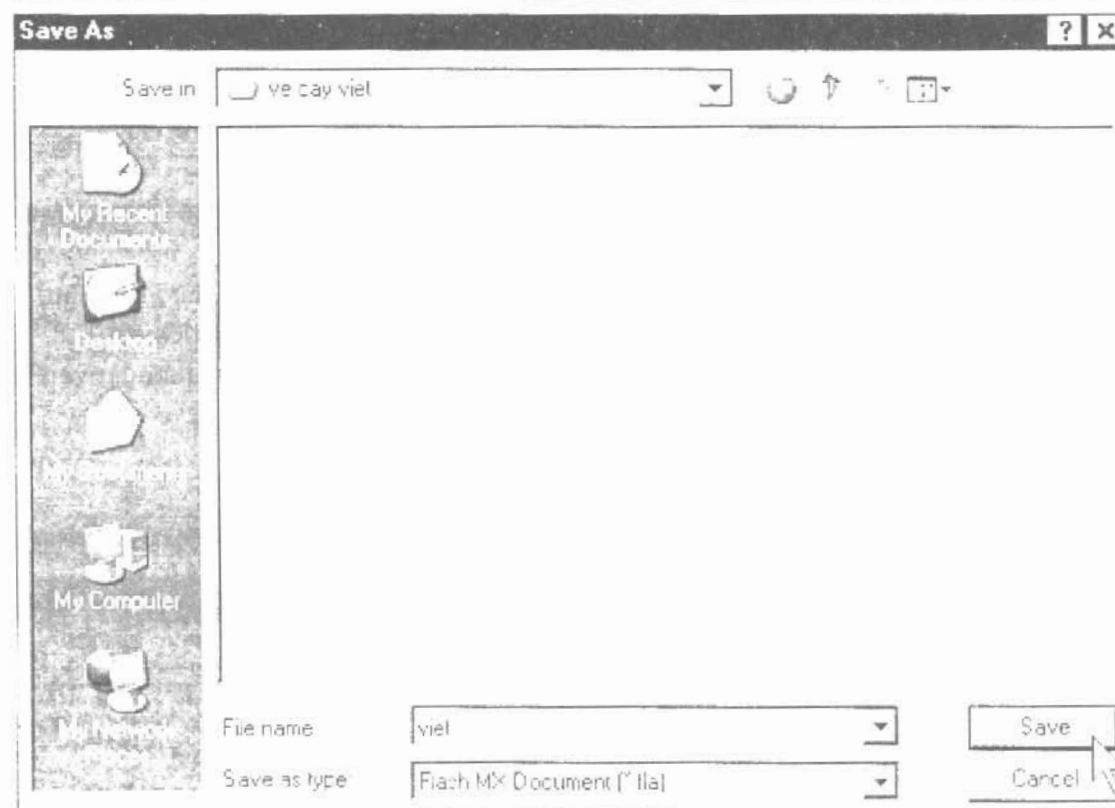 Save As
Save in
ve cay viet
My Recent
Documents
Desktop
My Computer
File name
viet
Save
Save as type
Flash MX Document (*.fla)
Cancel